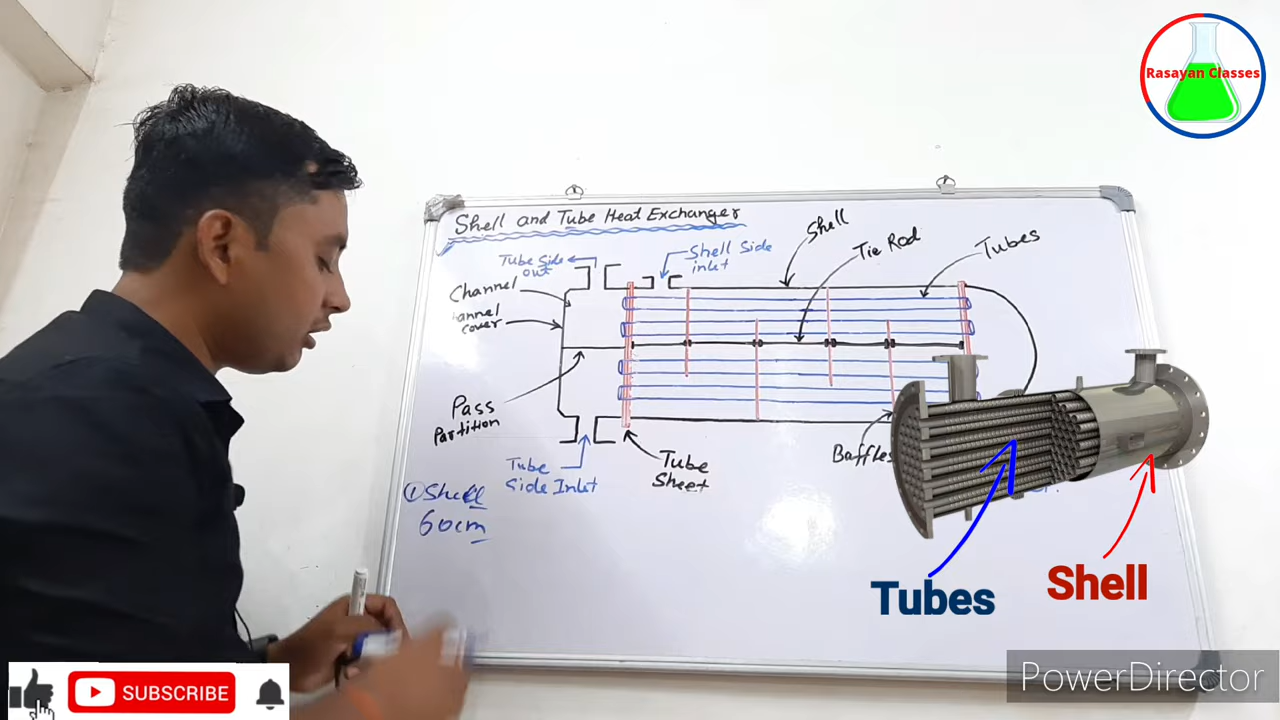 Rasayan Classes
Shell and Tube Heat Exchanger
Shell
Tie Rod
Tubes
Tube Side
out
Shell Side
inlet
Channel
annel
cover
Pass
Partition
Tube
Side Inlet
Tube
Sheet
Baffles
① Shell
60cm
Tubes
Shell
SUBSCRIBE
PowerDirector